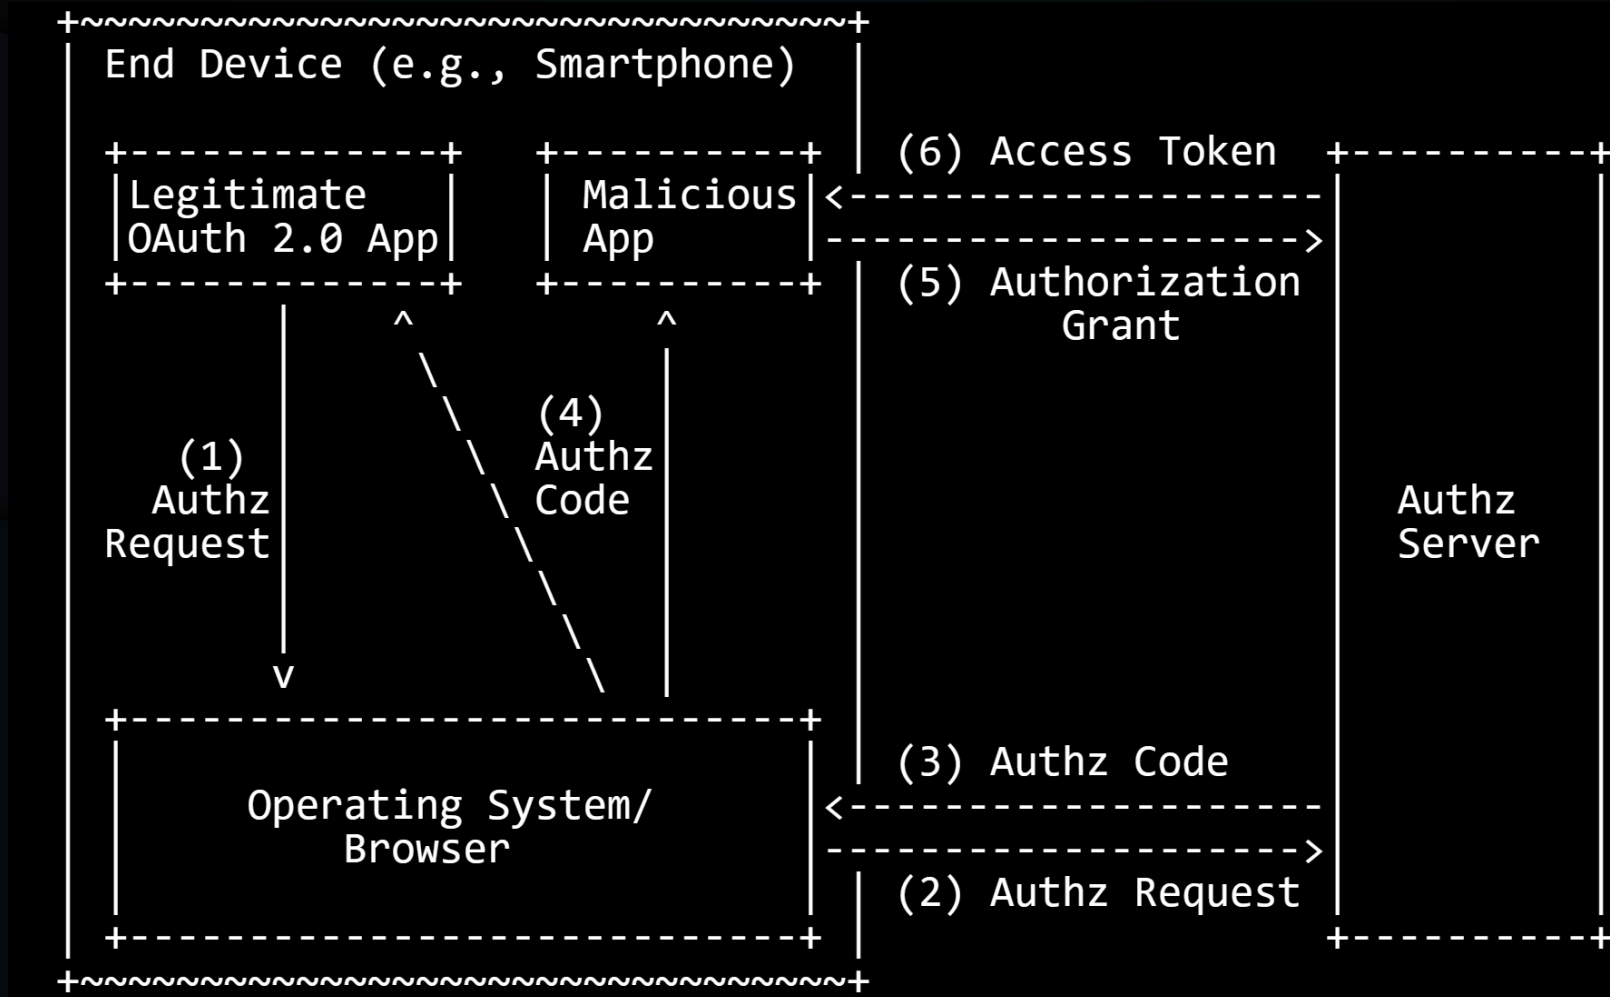 End Device (e.g., Smartphone)
(6) Access Token
Legitimate
OAuth 2.0 App
Malicious
App
(5) Authorization
Grant
(4)
Authz
Code
(1)
Authz
Request
Authz
Server
(3) Authz Code
Operating System/
Browser
(2) Authz Request